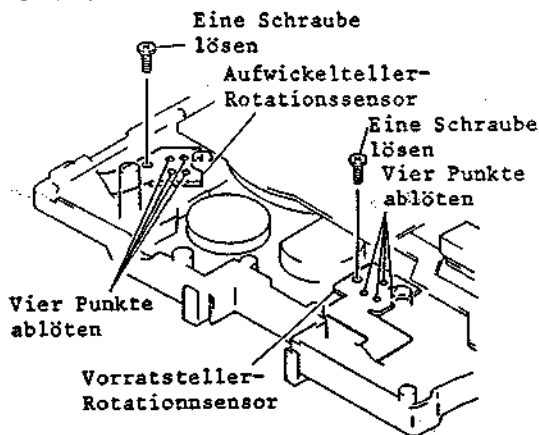 Eine Schraube
lösen
Aufwickelteller-
Rotationssensor
Eine Schraube
lösen
Vier Punkte
ablöten
Vier Punkte
ablöten
Vorratsteller-
Rotationnsensor